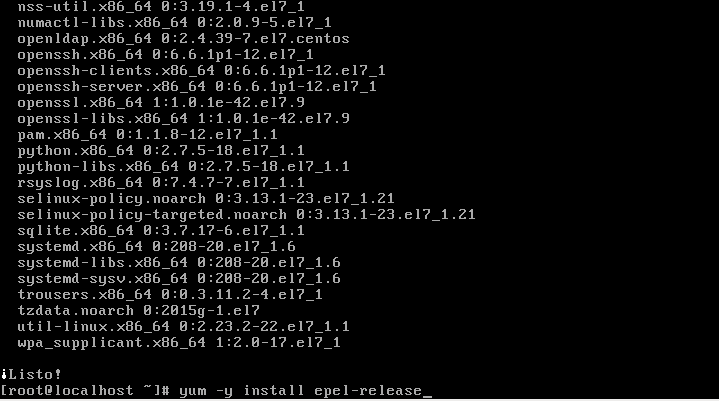 nss-util.x86_64 0:3.19.1-4.el7_1
numactl-libs.x86_64 0:2.0.9-5.el7_1
openldap.x86_64 0:2.4.39-7.el7.centos
openssh.x86_64 0:6.6.1p1-12.el7_1
openssh-clients.x86_64 0:6.6.1p1-12.el7_1
openssh-server.x86_64 0:6.6.1p1-12.el7_1
openssl.x86_64 1:1.0.1e-42.el7.9
openssl-libs.x86_64 1:1.0.1e-42.el7.9
pam.x86_64 0:1.1.8-12.el7_1.1
python.x86_64 0:2.7.5-18.el7_1.1
python-libs.x86_64 0:2.7.5-18.el7_1.1
rsyslog.x86_64 0:7.4.7-7.el7_1.1
selinux-policy.noarch 0:3.13.1-23.el7_1.21
selinux-policy-targeted.noarch 0:3.13.1-23.el7_1.21
sqlite.x86_64 0:3.7.17-6.el7_1.1
systemd.x86_64 0:208-20.el7_1.6
systemd-libs.x86_64 0:208-20.el7_1.6
systemd-sysv.x86_64 0:208-20.el7_1.6
trousers.x86_64 0:0.3.11.2-4.el7_1
tzdata.noarch 0:2015g-1.el7
util-linux.x86_64 0:2.23.2-22.el7_1.1
wpa_supplicant.x86_64 1:2.0-17.el7_1
¡Listo!
[root@localhost ~]# yum -y install epel-release_